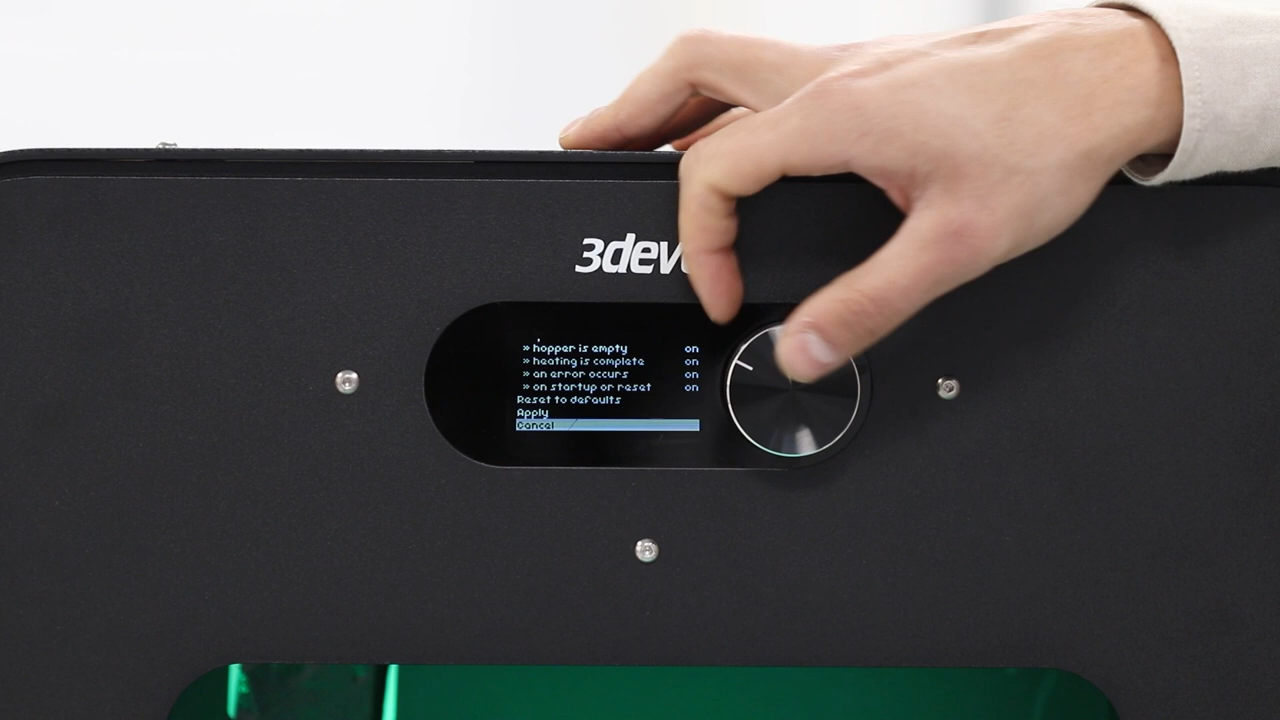 3dev
» hopper is empty on
» heating is complete on
» an error occurs on
» on startup or reset on
Reset to defaults
Apply
Cancel